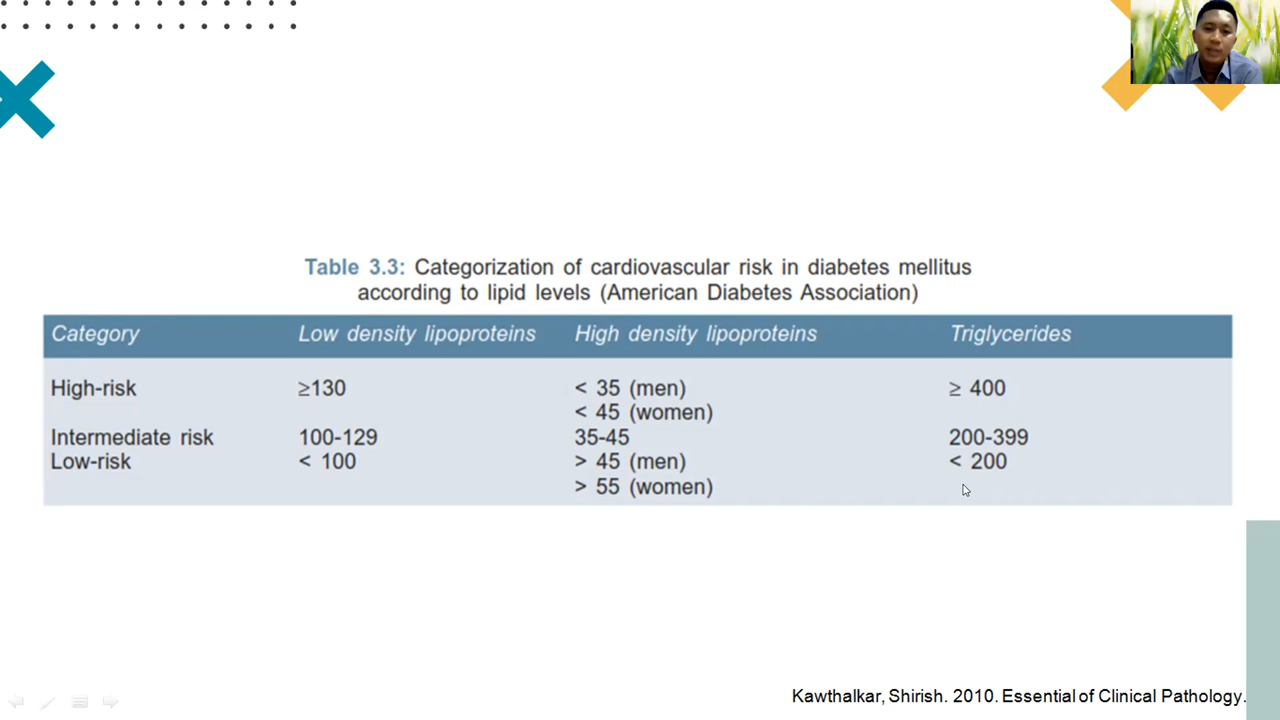 Table 3.3: Categorization of cardiovascular risk in diabetes mellitus
according to lipid levels (American Diabetes Association)
Category Low density lipoproteins High density lipoproteins Triglycerides
High-risk ≥130 < 35 (men) ≥ 400
< 45 (women)
Intermediate risk 100-129 35-45 200-399
Low-risk < 100 > 45 (men) < 200
> 55 (women)
Kawthalkar, Shirish. 2010. Essential of Clinical Pathology.